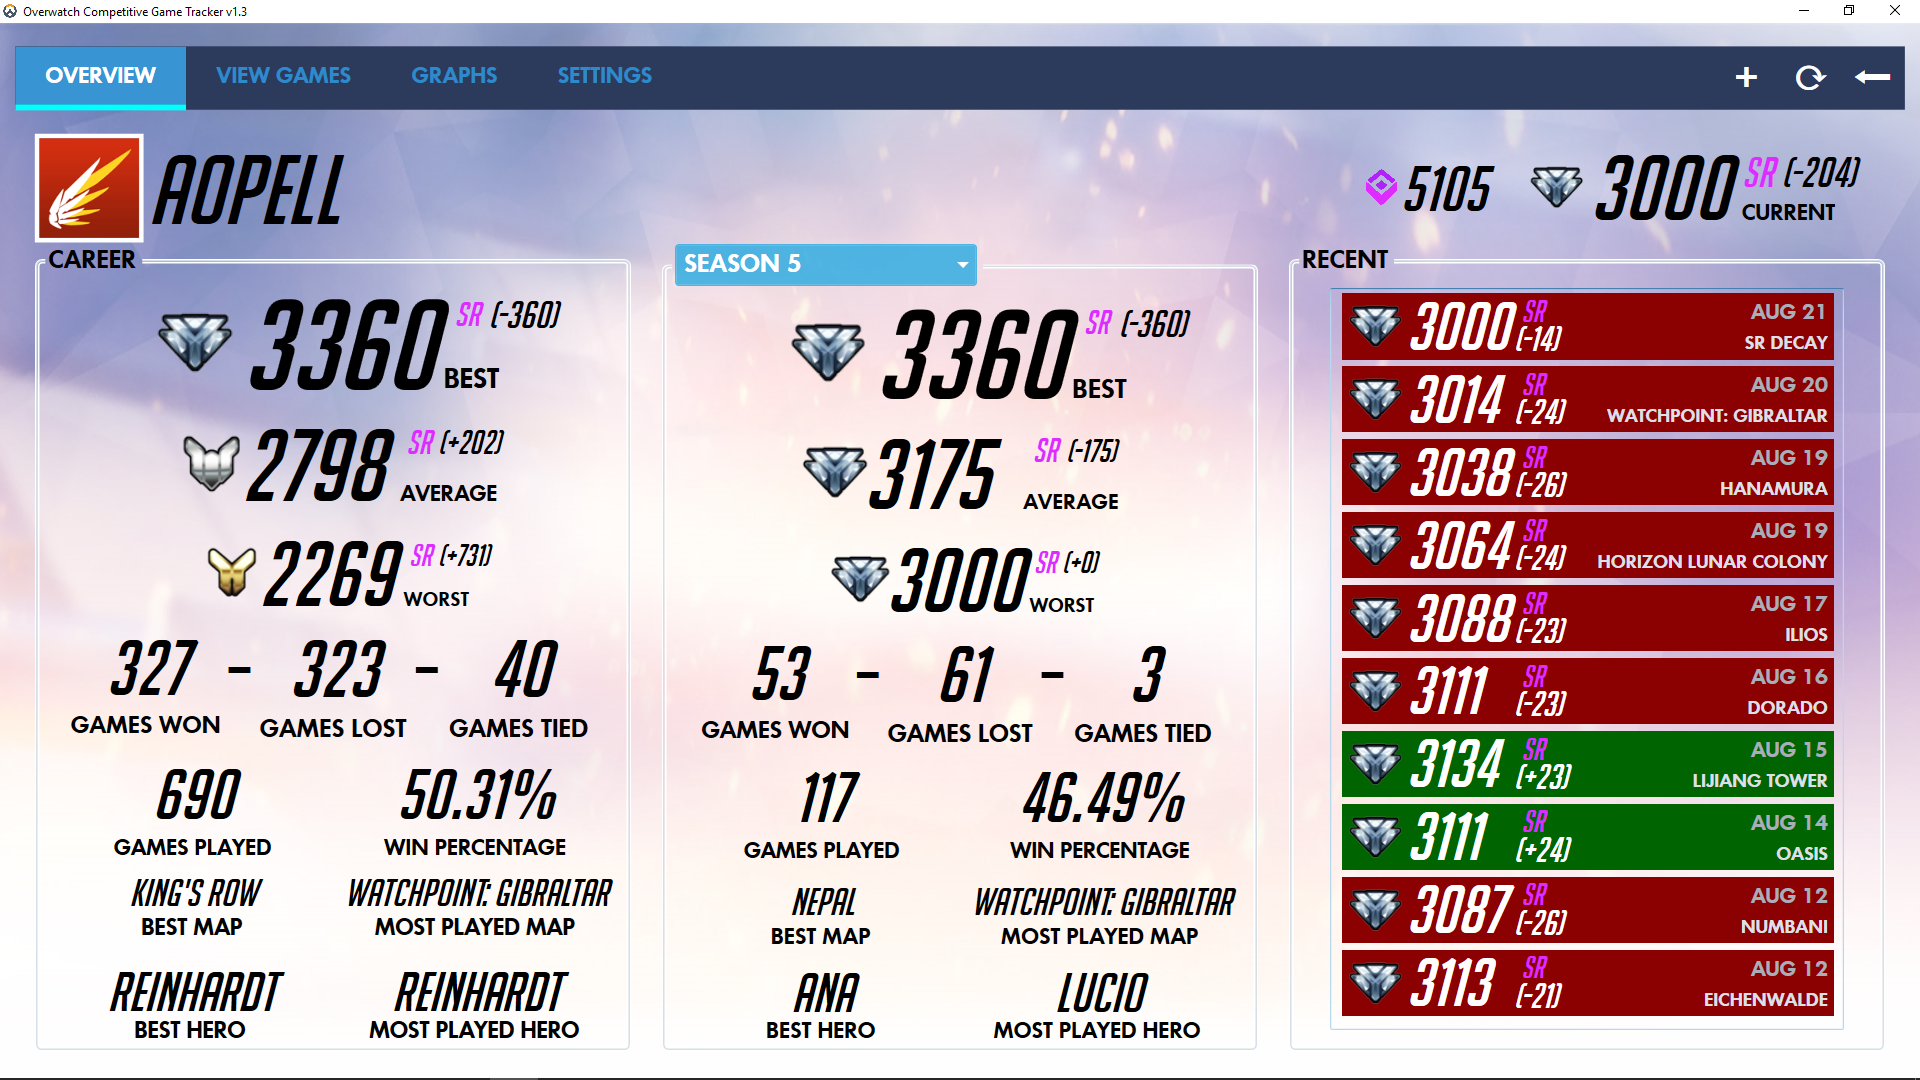 Overwatch Competitive Game Tracker v1.3
OVERVIEW VIEW GAMES GRAPHS SETTINGS
AOPELL
5105
3000 SR (-204)
CURRENT
CAREER
3360 SR (-360)
BEST
2798 SR (+202)
AVERAGE
2269 SR (+731)
WORST
327 - 323 - 40
GAMES WON GAMES LOST GAMES TIED
690 50.31%
GAMES PLAYED WIN PERCENTAGE
KING'S ROW WATCHPOINT: GIBRALTAR
BEST MAP MOST PLAYED MAP
REINHARDT REINHARDT
BEST HERO MOST PLAYED HERO
SEASON 5
3360 SR (-360)
BEST
3175 SR (-175)
AVERAGE
3000 SR (+0)
WORST
53 - 61 - 3
GAMES WON GAMES LOST GAMES TIED
117 46.49%
GAMES PLAYED WIN PERCENTAGE
NEPAL WATCHPOINT: GIBRALTAR
BEST MAP MOST PLAYED MAP
ANA LUCIO
BEST HERO MOST PLAYED HERO
RECENT
3000 SR (-14) AUG 21
SR DECAY
3014 SR (-24) AUG 20
WATCHPOINT: GIBRALTAR
3038 SR (-26) AUG 19
HANAMURA
3064 SR (-24) AUG 19
HORIZON LUNAR COLONY
3088 SR (-23) AUG 17
ILIOS
3111 SR (-23) AUG 16
DORADO
3134 SR (+23) AUG 15
LIJIANG TOWER
3111 SR (+24) AUG 14
OASIS
3087 SR (-26) AUG 12
NUMBANI
3113 SR (-21) AUG 12
EICHENWALDE